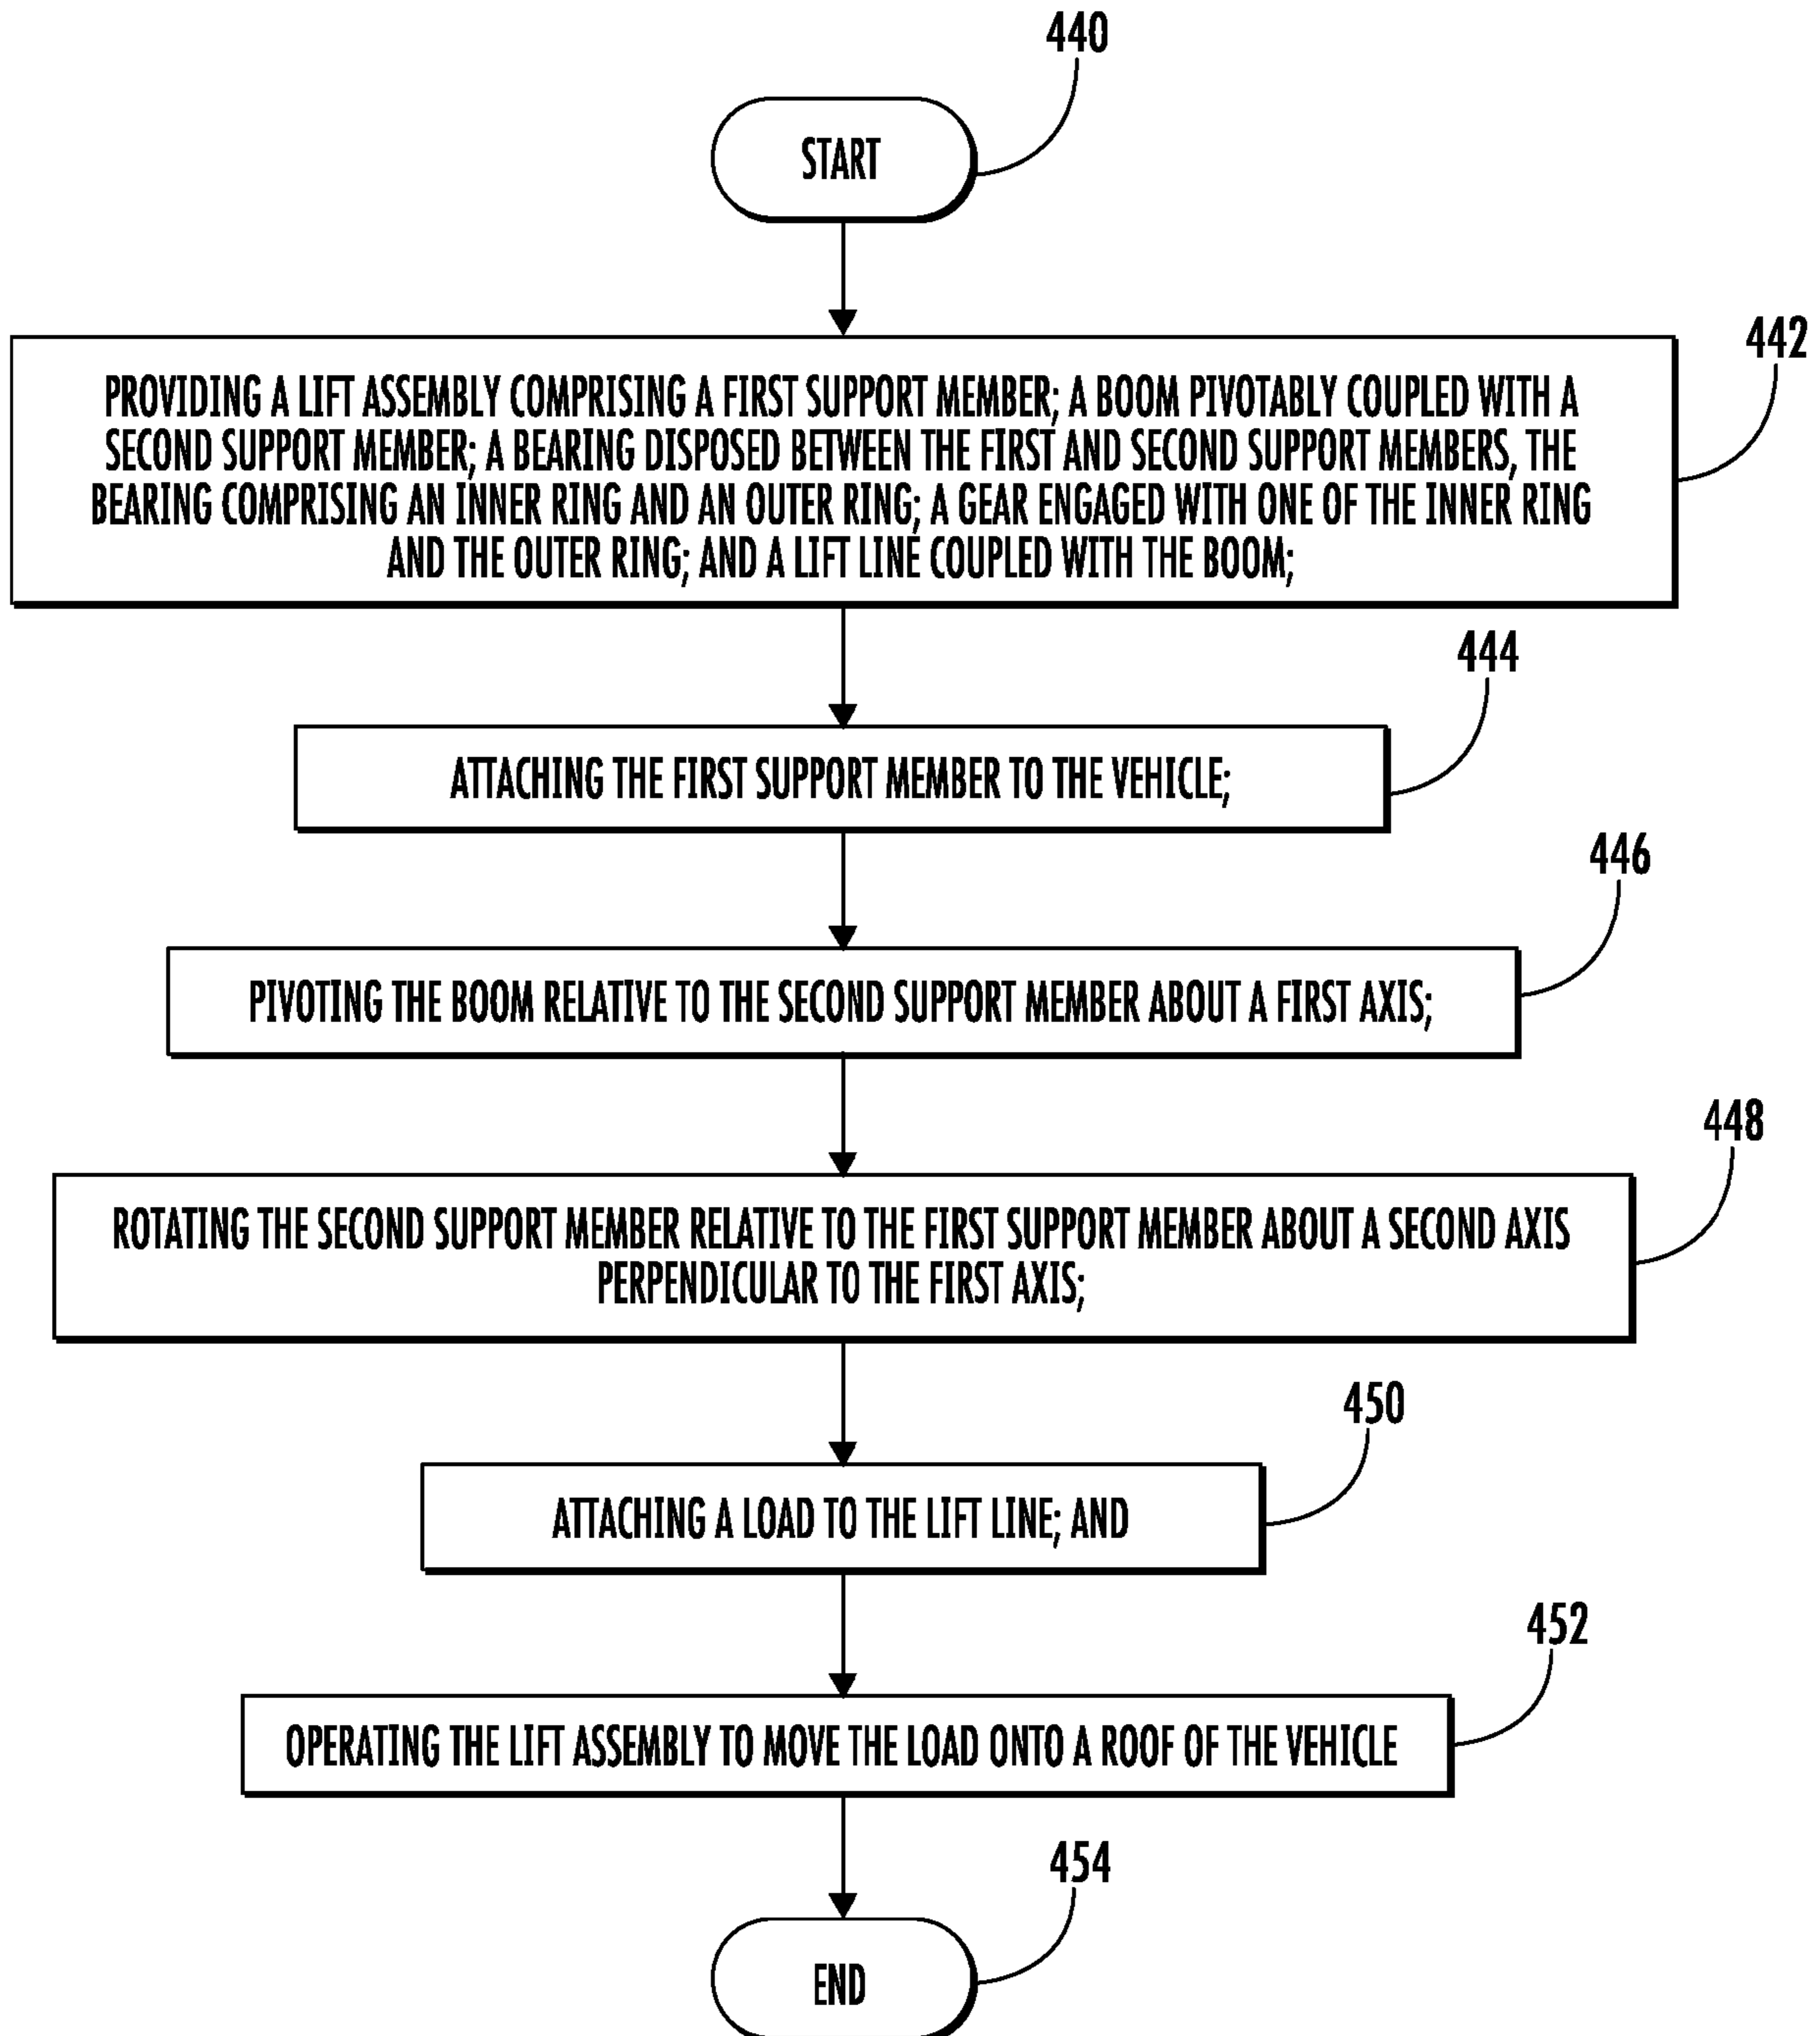 440
START
442
PROVIDING A LIFT ASSEMBLY COMPRISING A FIRST SUPPORT MEMBER; A BOOM PIVOTABLY COUPLED WITH A
SECOND SUPPORT MEMBER; A BEARING DISPOSED BETWEEN THE FIRST AND SECOND SUPPORT MEMBERS, THE
BEARING COMPRISING AN INNER RING AND AN OUTER RING; A GEAR ENGAGED WITH ONE OF THE INNER RING
AND THE OUTER RING; AND A LIFT LINE COUPLED WITH THE BOOM;
444
ATTACHING THE FIRST SUPPORT MEMBER TO THE VEHICLE;
446
PIVOTING THE BOOM RELATIVE TO THE SECOND SUPPORT MEMBER ABOUT A FIRST AXIS;
448
ROTATING THE SECOND SUPPORT MEMBER RELATIVE TO THE FIRST SUPPORT MEMBER ABOUT A SECOND AXIS
PERPENDICULAR TO THE FIRST AXIS;
450
ATTACHING A LOAD TO THE LIFT LINE; AND
452
OPERATING THE LIFT ASSEMBLY TO MOVE THE LOAD ONTO A ROOF OF THE VEHICLE
454
END